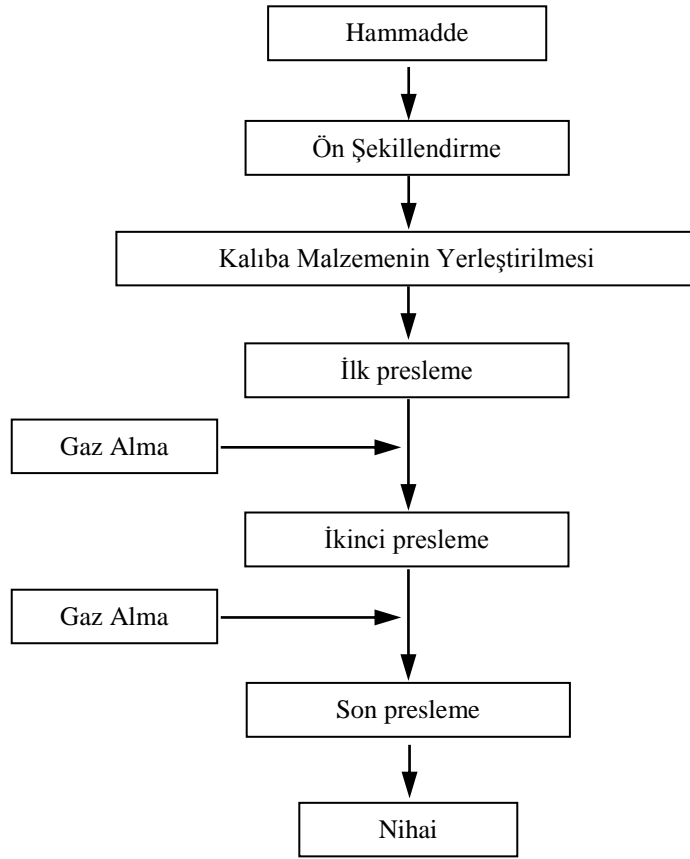 Hammadde
Ön Şekillendirme
Kalıba Malzemenin Yerleştirilmesi
İlk presleme
Gaz Alma
İkinci presleme
Gaz Alma
Son presleme
Nihai